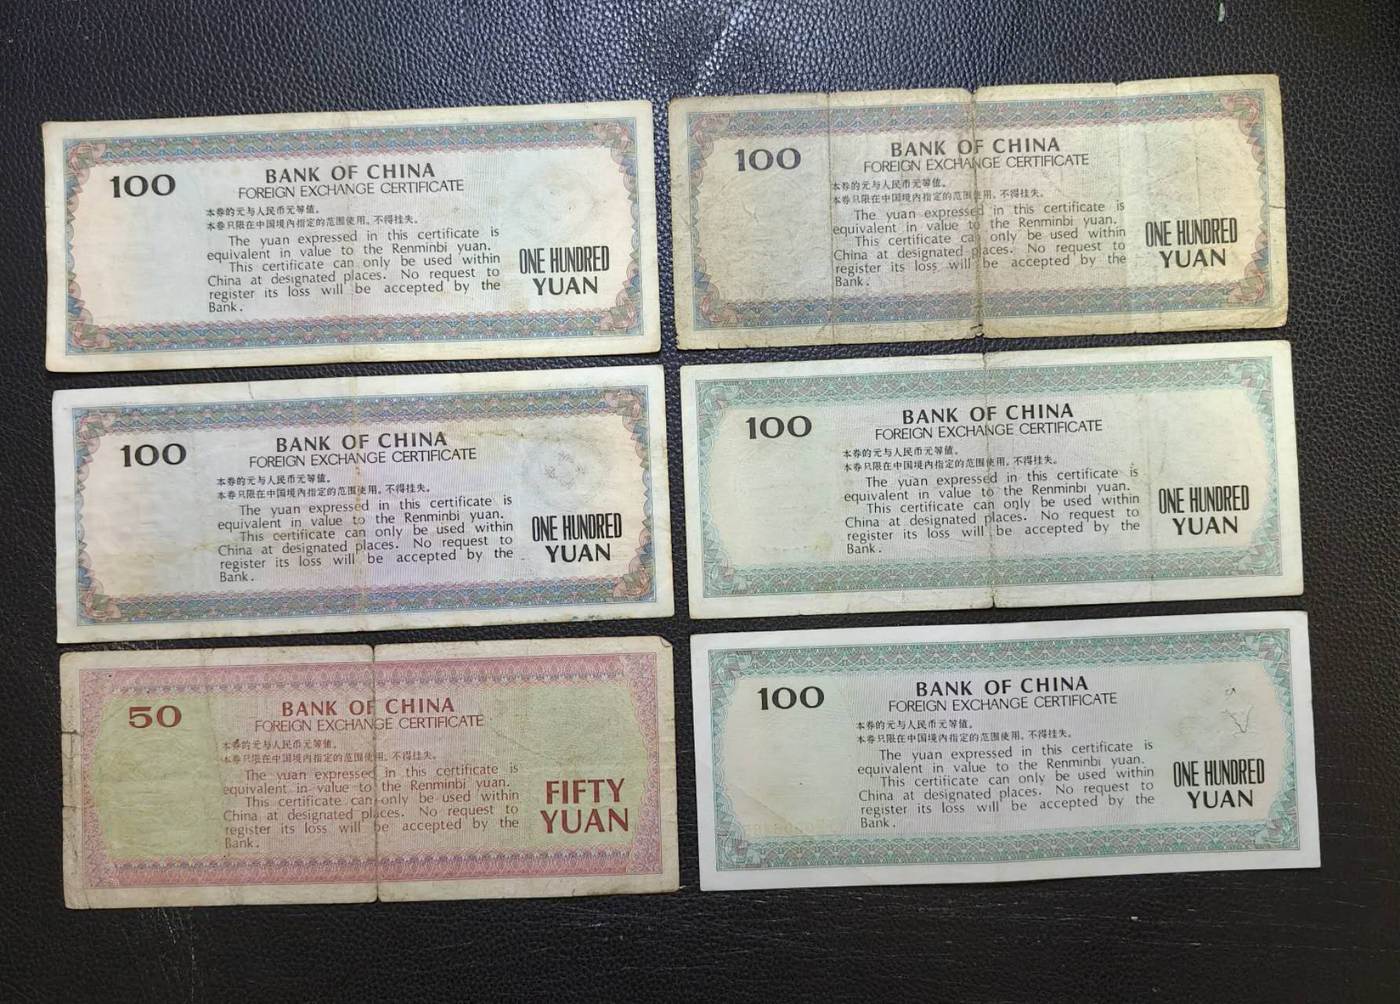 100
BANK OF CHINA
FOREIGN EXCHANGE CERTIFICATE
本券的元与人民币元等值。
本券只限在中国境内指定的范围使用，不得挂失。
The yuan expressed in this certificate is
equivalent in value to the Renminbi yuan.
This certificate can only be used within
China at designated places. No request to
register its loss will be accepted by the
Bank.
ONE HUNDRED
YUAN
100
BANK OF CHINA
FOREIGN EXCHANGE CERTIFICATE
本券的元与人民币元等值。
本券只限在中国境内指定的范围使用，不得挂失。
The yuan expressed in this certificate is
equivalent in value to the Renminbi yuan.
This certificate can only be used within
China at designated places. No request to
register its loss will be accepted by the
Bank.
ONE HUNDRED
YUAN
100
BANK OF CHINA
FOREIGN EXCHANGE CERTIFICATE
本券的元与人民币元等值。
本券只限在中国境内指定的范围使用，不得挂失。
The yuan expressed in this certificate is
equivalent in value to the Renminbi yuan.
This certificate can only be used within
China at designated places. No request to
register its loss will be accepted by the
Bank.
ONE HUNDRED
YUAN
100
BANK OF CHINA
FOREIGN EXCHANGE CERTIFICATE
本券的元与人民币元等值。
本券只限在中国境内指定的范围使用，不得挂失。
The yuan expressed in this certificate is
equivalent in value to the Renminbi yuan.
This certificate can only be used within
China at designated places. No request to
register its loss will be accepted by the
Bank.
ONE HUNDRED
YUAN
50
BANK OF CHINA
FOREIGN EXCHANGE CERTIFICATE
本券的元与人民币元等值。
本券只限在中国境内指定的范围使用，不得挂失。
The yuan expressed in this certificate is
equivalent in value to the Renminbi yuan.
This certificate can only be used within
China at designated places. No request to
register its loss will be accepted by the
Bank.
FIFTY
YUAN
100
BANK OF CHINA
FOREIGN EXCHANGE CERTIFICATE
本券的元与人民币元等值。
本券只限在中国境内指定的范围使用，不得挂失。
The yuan expressed in this certificate is
equivalent in value to the Renminbi yuan.
This certificate can only be used within
China at designated places. No request to
register its loss will be accepted by the
Bank.
ONE HUNDRED
YUAN